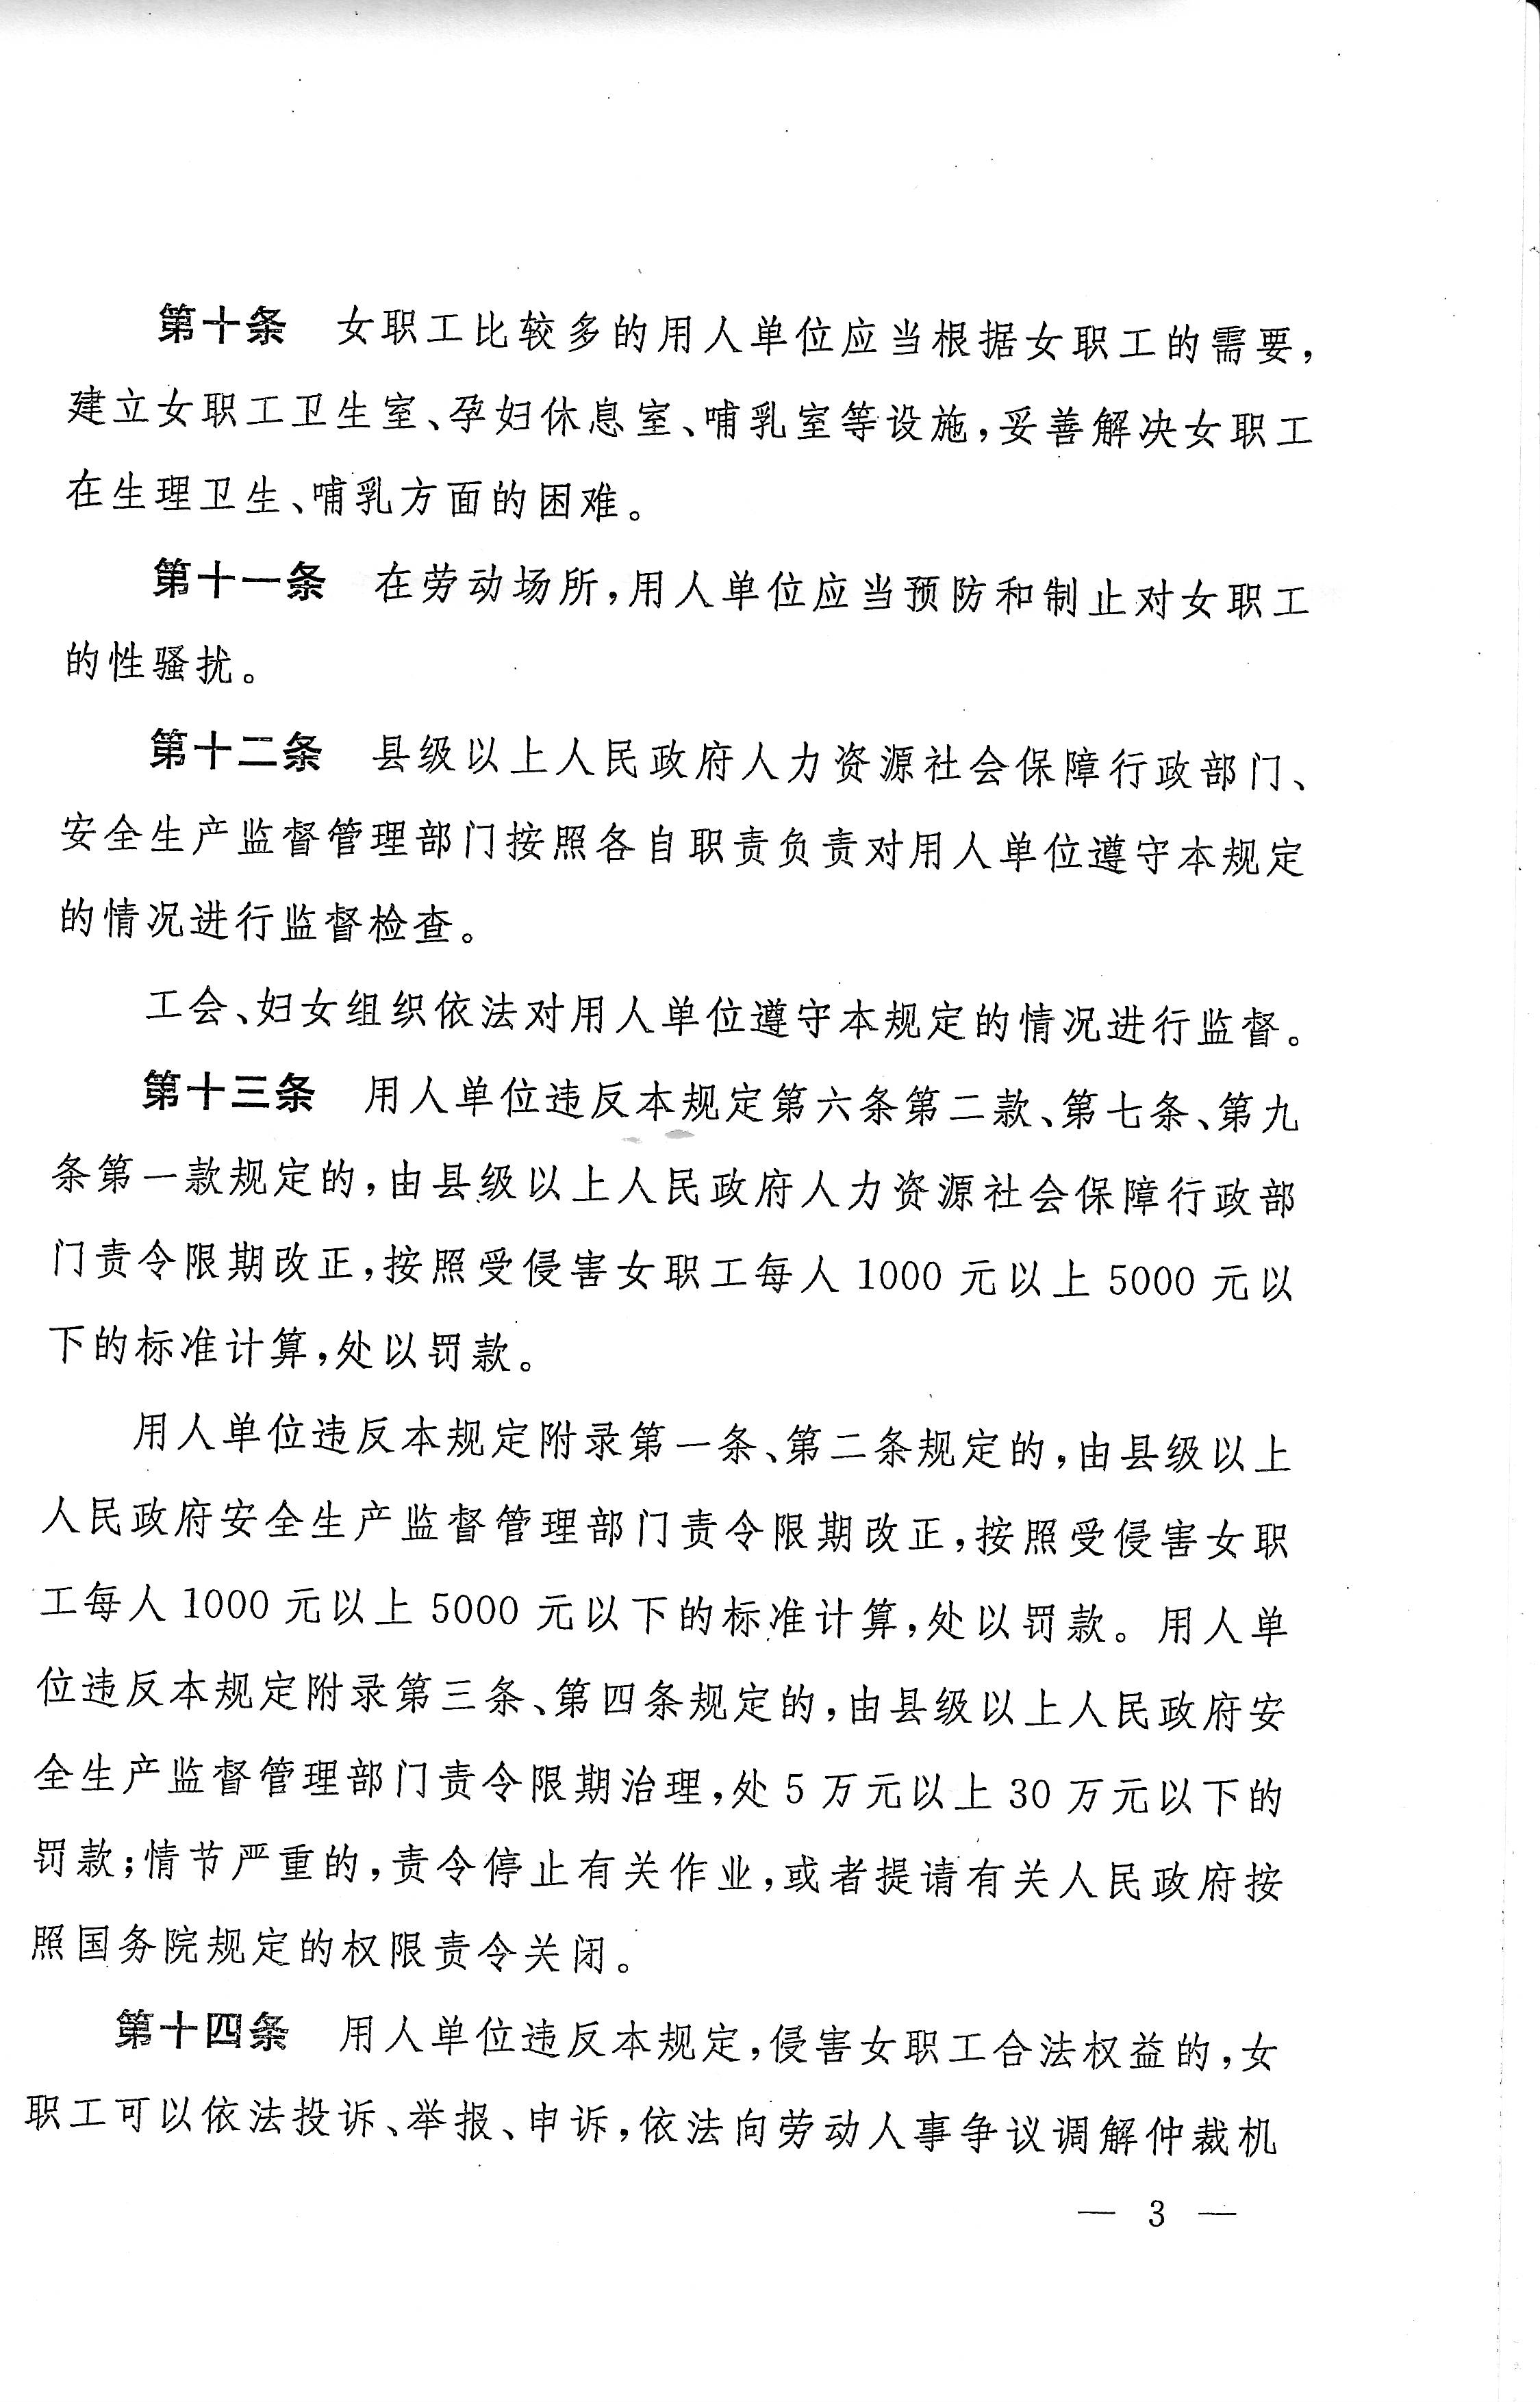 第十条　女职工比较多的用人单位应当根据女职工的需要，
建立女职工卫生室、孕妇休息室、哺乳室等设施，妥善解决女职工
在生理卫生、哺乳方面的困难。
第十一条　在劳动场所，用人单位应当预防和制止对女职工
的性骚扰。
第十二条　县级以上人民政府人力资源社会保障行政部门、
安全生产监督管理部门按照各自职责负责对用人单位遵守本规定
的情况进行监督检查。
工会、妇女组织依法对用人单位遵守本规定的情况进行监督。
第十三条　用人单位违反本规定第六条第二款、第七条、第九
条第一款规定的，由县级以上人民政府人力资源社会保障行政部
门责令限期改正，按照受侵害女职工每人 1000 元以上 5000 元以
下的标准计算，处以罚款。
用人单位违反本规定附录第一条、第二条规定的，由县级以上
人民政府安全生产监督管理部门责令限期改正，按照受侵害女职
工每人 1000 元以上 5000 元以下的标准计算，处以罚款。用人单
位违反本规定附录第三条、第四条规定的，由县级以上人民政府安
全生产监督管理部门责令限期治理，处 5 万元以上 30 万元以下的
罚款；情节严重的，责令停止有关作业，或者提请有关人民政府按
照国务院规定的权限责令关闭。
第十四条　用人单位违反本规定，侵害女职工合法权益的，女
职工可以依法投诉、举报、申诉，依法向劳动人事争议调解仲裁机
— 3 —